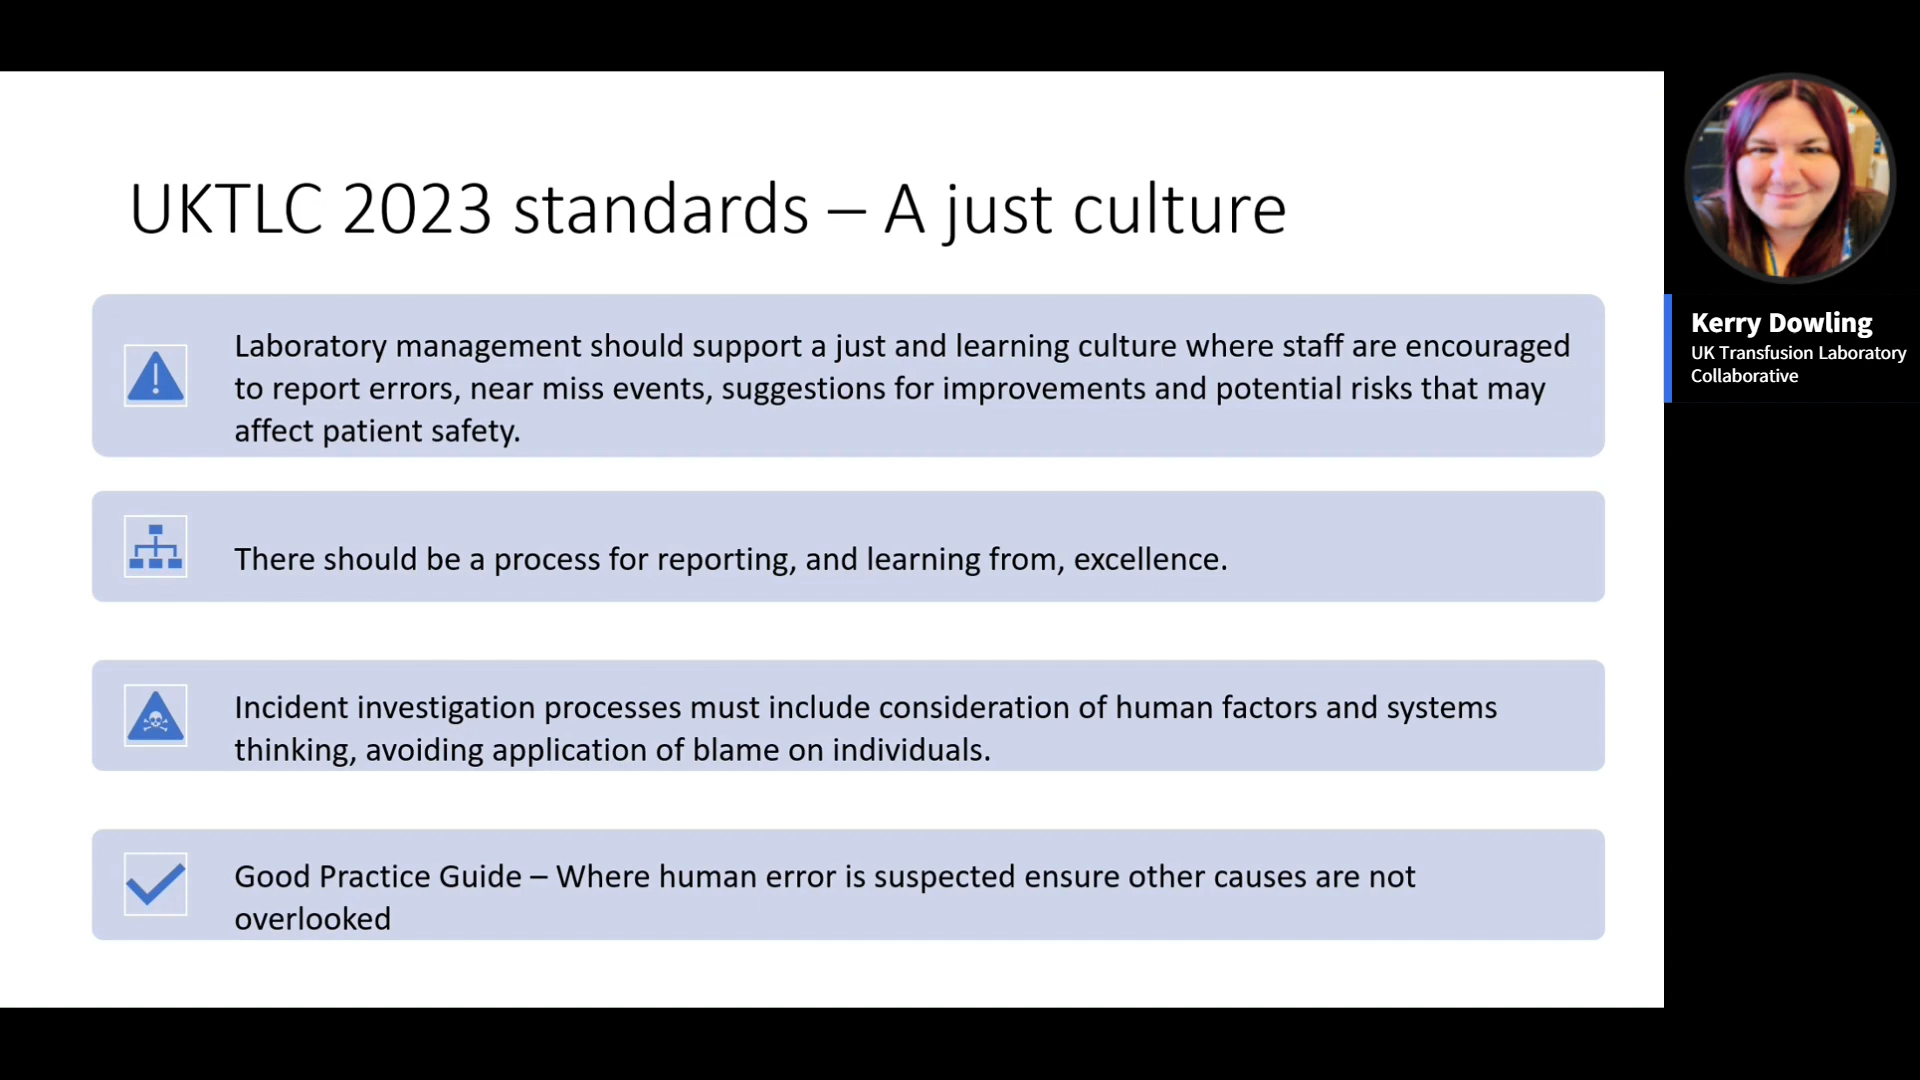 UKTLC 2023 standards – A just culture
Laboratory management should support a just and learning culture where staff are encouraged
to report errors, near miss events, suggestions for improvements and potential risks that may
affect patient safety.
There should be a process for reporting, and learning from, excellence.
Incident investigation processes must include consideration of human factors and systems
thinking, avoiding application of blame on individuals.
Good Practice Guide – Where human error is suspected ensure other causes are not
overlooked
Kerry Dowling
UK Transfusion Laboratory
Collaborative